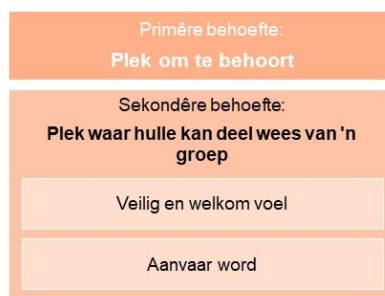 Primêre behoefte:
Plek om te behoort
Sekondêre behoefte:
Plek waar hulle kan deel wees van 'n
groep
Veilig en welkom voel
Aanvaar word